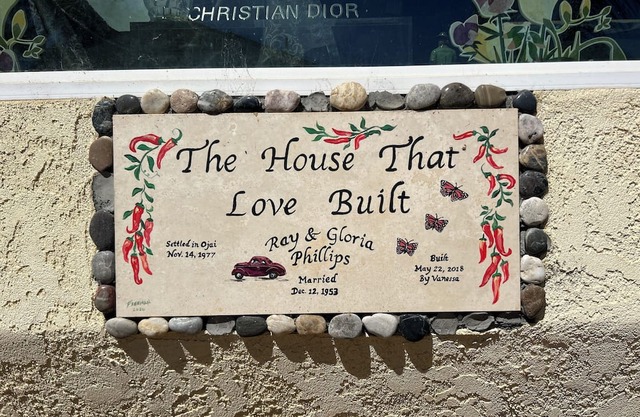 CHRISTIAN DIOR
The House That
Love Built
Settled in Ojai
Nov. 14, 1977
Ray & Gloria
Phillips
Married
Dec. 12, 1953
Built
May 22, 2018
By Vanessa